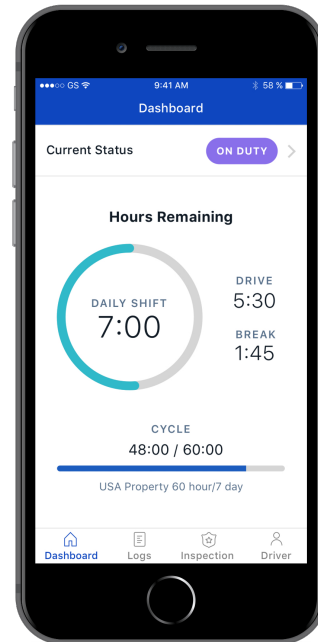 ●●●○○ GS 9:41 AM 58 %
Dashboard
Current Status ON DUTY
Hours Remaining
DAILY SHIFT
7:00
DRIVE
5:30
BREAK
1:45
CYCLE
48:00 / 60:00
USA Property 60 hour/7 day
Dashboard Logs Inspection Driver